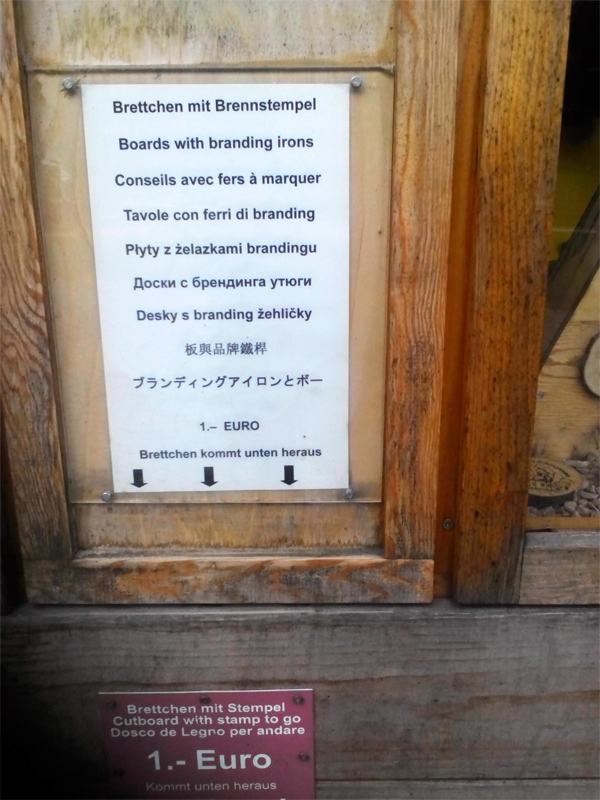 Brettchen mit Brennstempel
Boards with branding irons
Conseils avec fers à marquer
Tavole con ferri di branding
Płyty z żelazkami brandingu
Доски с брендинга утюги
Desky s branding žehličky
板與品牌鐵桿
ブランディングアイロンとボー
1.– EURO
Brettchen kommt unten heraus
Brettchen mit Stempel
Cutboard with stamp to go
Dosco de Legno per andare
1.- Euro
Kommt unten heraus